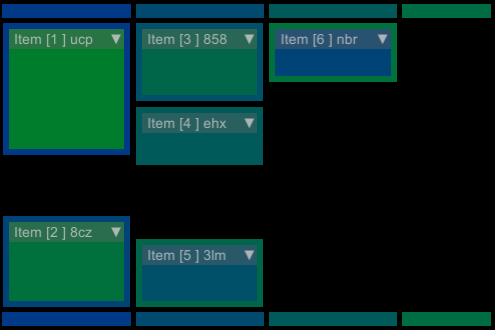 Item [1 ] ucp ▼
Item [3 ] 858 ▼
Item [6 ] nbr ▼
Item [4 ] ehx ▼
Item [2 ] 8cz ▼
Item [5 ] 3lm ▼